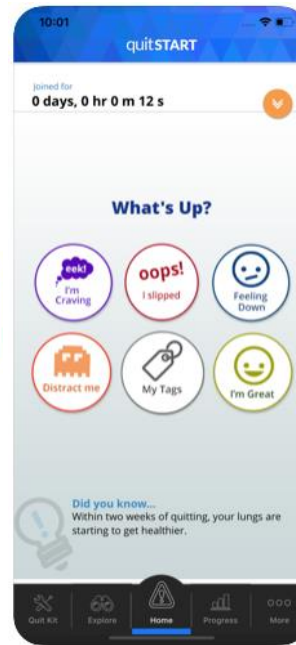 10:01
quitSTART
joined for
0 days, 0 hr 0 m 12 s
What's Up?
eek!
I'm
Craving
oops!
I slipped
Feeling
Down
Distract me
My Tags
I'm Great
Did you know...
Within two weeks of quitting, your lungs are
starting to get healthier.
Quit Kit
Explore
Home
Progress
More